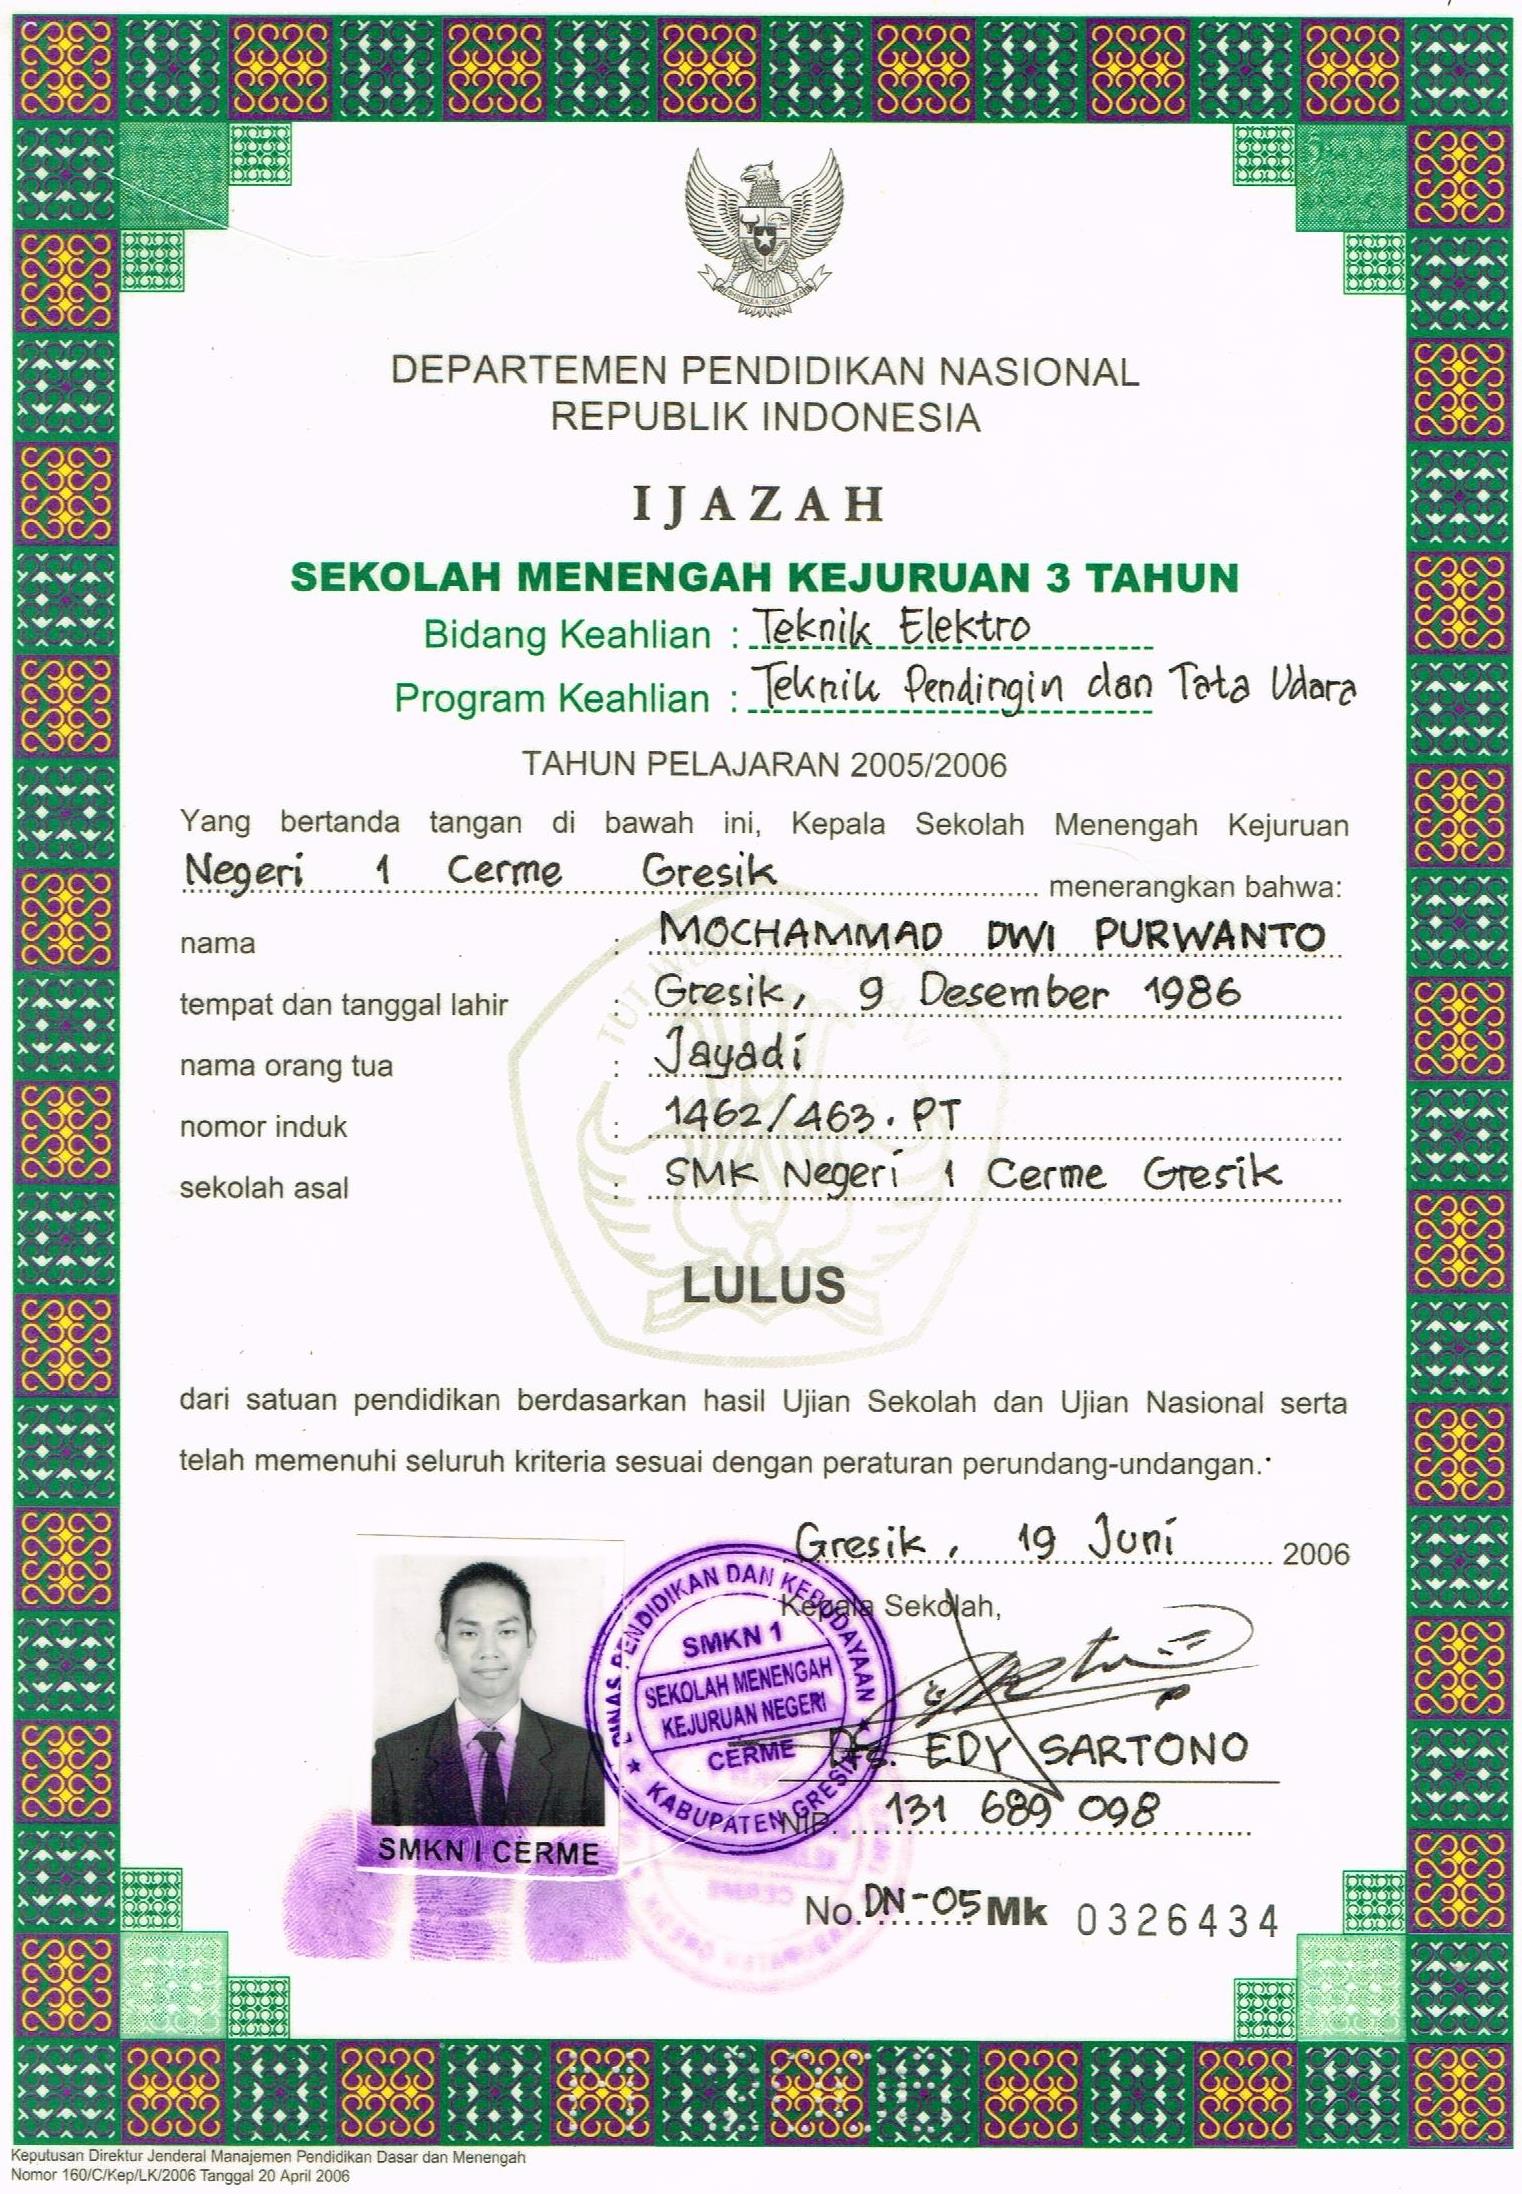 BHINNEKA TUNGGAL IKA
DEPARTEMEN PENDIDIKAN NASIONAL
REPUBLIK INDONESIA
IJAZAH
SEKOLAH MENENGAH KEJURUAN 3 TAHUN
Bidang Keahlian : Teknik Elektro
Program Keahlian : Teknik Pendingin dan Tata Udara
TAHUN PELAJARAN 2005/2006
Yang bertanda tangan di bawah ini, Kepala Sekolah Menengah Kejuruan
Negeri 1 Cerme Gresik menerangkan bahwa:
nama : MOCHAMMAD DWI PURWANTO
tempat dan tanggal lahir : Gresik, 9 Desember 1986
nama orang tua : Jayadi
nomor induk : 1462/463.PT
sekolah asal : SMK Negeri 1 Cerme Gresik
TUT WURI HANDAYANI
LULUS
dari satuan pendidikan berdasarkan hasil Ujian Sekolah dan Ujian Nasional serta
telah memenuhi seluruh kriteria sesuai dengan peraturan perundang-undangan.
Gresik, 19 Juni 2006
Kepala Sekolah,
DINAS PENDIDIKAN DAN KEBUDAYAAN
SMKN 1
SEKOLAH MENENGAH
KEJURUAN NEGERI
CERME
KABUPATEN GRESIK
Drs. EDY SARTONO
NIP. 131 689 098
SMKN I CERME
No. DN-05 Mk 0326434
Keputusan Direktur Jenderal Manajemen Pendidikan Dasar dan Menengah
Nomor 160/C/Kep/LK/2006 Tanggal 20 April 2006